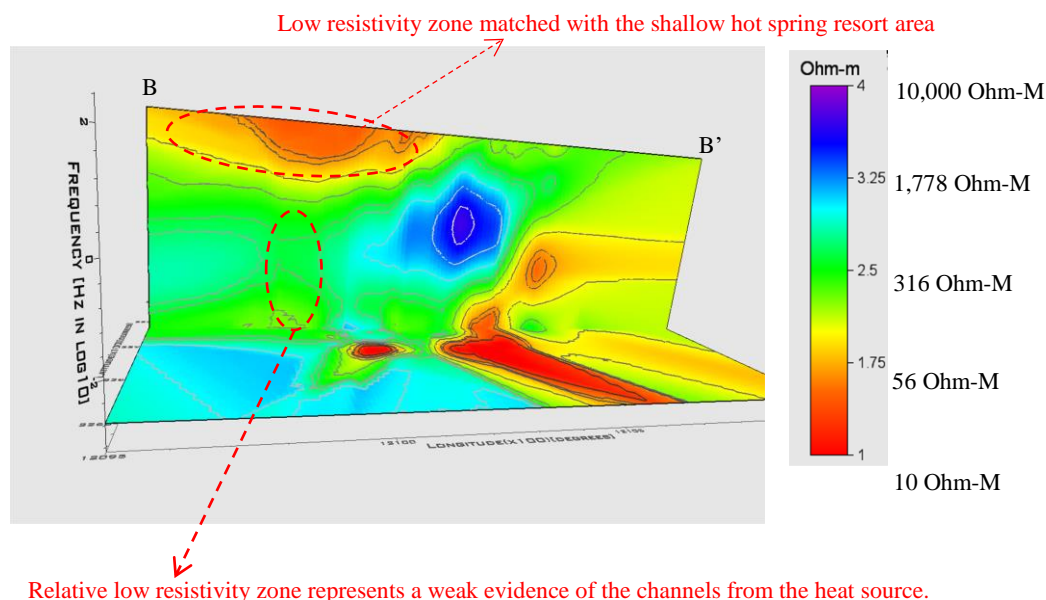 Low resistivity zone matched with the shallow hot spring resort area
B
B'
Ohm-m
4
3.25
2.5
1.75
1
10,000 Ohm-M
1,778 Ohm-M
316 Ohm-M
56 Ohm-M
10 Ohm-M
FREQUENCY [HZ IN LOG10]
2
0
-2
12095
12100
LONGITUDE(X100)[DEGREES]
12105
Relative low resistivity zone represents a weak evidence of the channels from the heat source.